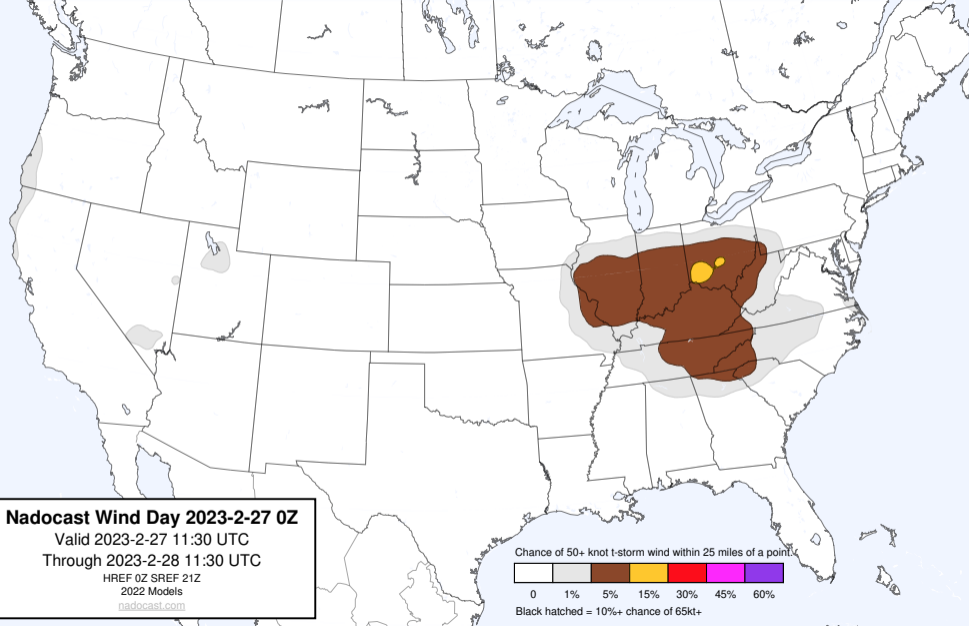 Nadocast Wind Day 2023-2-27 0Z
Valid 2023-2-27 11:30 UTC
Through 2023-2-28 11:30 UTC
HREF 0Z SREF 21Z
2022 Models
nadocast.com
Chance of 50+ knot t-storm wind within 25 miles of a point.
0 1% 5% 15% 30% 45% 60%
Black hatched = 10%+ chance of 65kt+